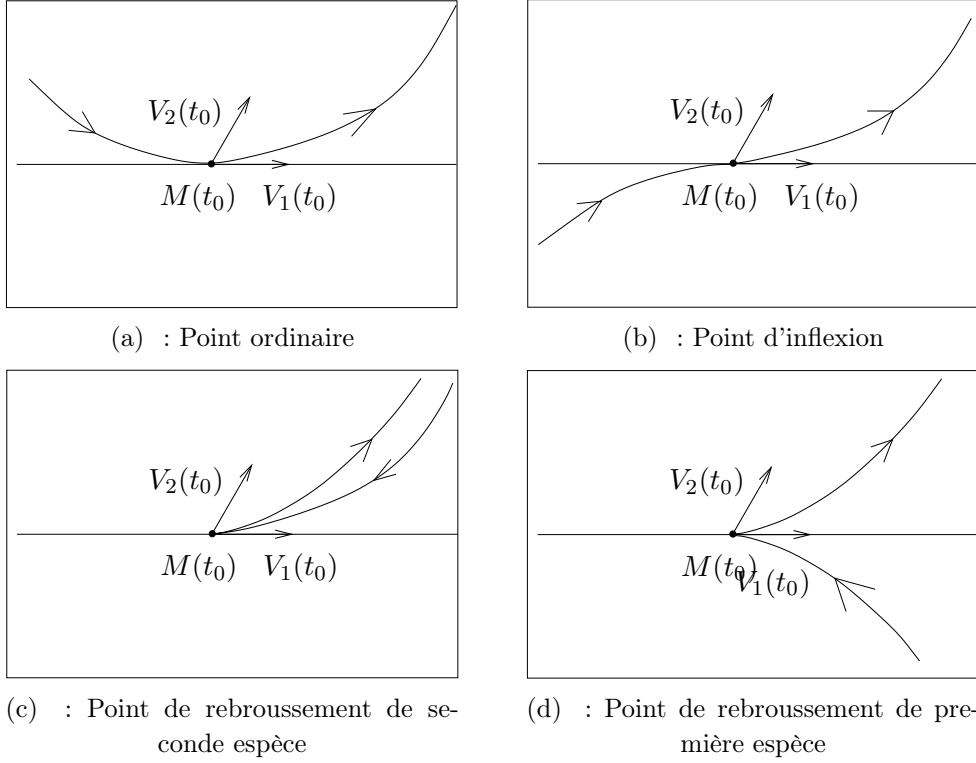 V₂(t₀)
M(t₀) V₁(t₀)
(a) : Point ordinaire
V₂(t₀)
M(t₀) V₁(t₀)
(b) : Point d'inflexion
V₂(t₀)
M(t₀) V₁(t₀)
(c) : Point de rebroussement de se-
conde espèce
V₂(t₀)
M(t₀)
V₁(t₀)
(d) : Point de rebroussement de pre-
mière espèce